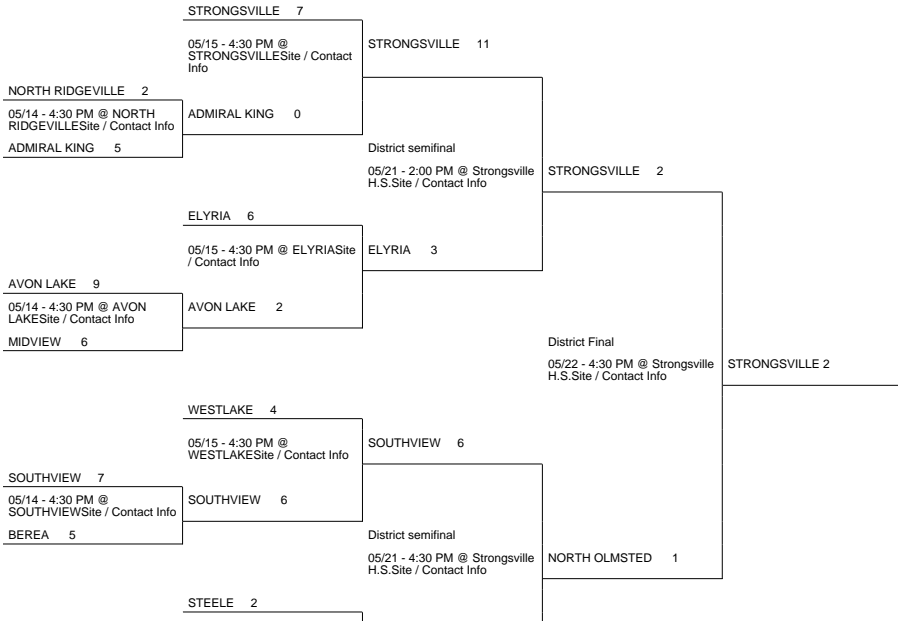 STRONGSVILLE 7
05/15 - 4:30 PM @
STRONGSVILLESite / Contact
Info
STRONGSVILLE 11
NORTH RIDGEVILLE 2
05/14 - 4:30 PM @ NORTH
RIDGEVILLESite / Contact Info
ADMIRAL KING 0
ADMIRAL KING 5
District semifinal
05/21 - 2:00 PM @ Strongsville
H.S.Site / Contact Info
STRONGSVILLE 2
ELYRIA 6
05/15 - 4:30 PM @ ELYRIASite
/ Contact Info
ELYRIA 3
AVON LAKE 9
05/14 - 4:30 PM @ AVON
LAKESite / Contact Info
AVON LAKE 2
MIDVIEW 6
District Final
05/22 - 4:30 PM @ Strongsville
H.S.Site / Contact Info
STRONGSVILLE 2
WESTLAKE 4
05/15 - 4:30 PM @
WESTLAKESite / Contact Info
SOUTHVIEW 6
SOUTHVIEW 7
05/14 - 4:30 PM @
SOUTHVIEWSite / Contact Info
SOUTHVIEW 6
BEREA 5
District semifinal
05/21 - 4:30 PM @ Strongsville
H.S.Site / Contact Info
NORTH OLMSTED 1
STEELE 2